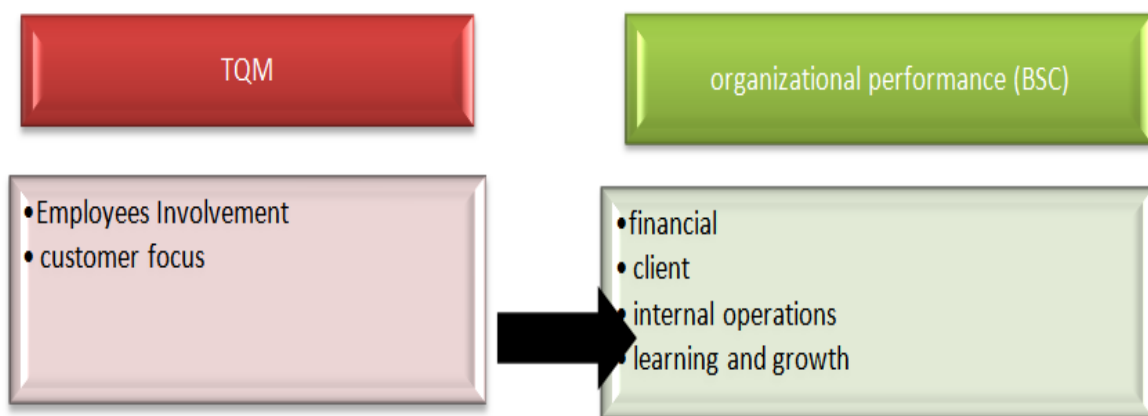 TQM
organizational performance (BSC)
•Employees Involvement
• customer focus
•financial
• client
• internal operations
• learning and growth